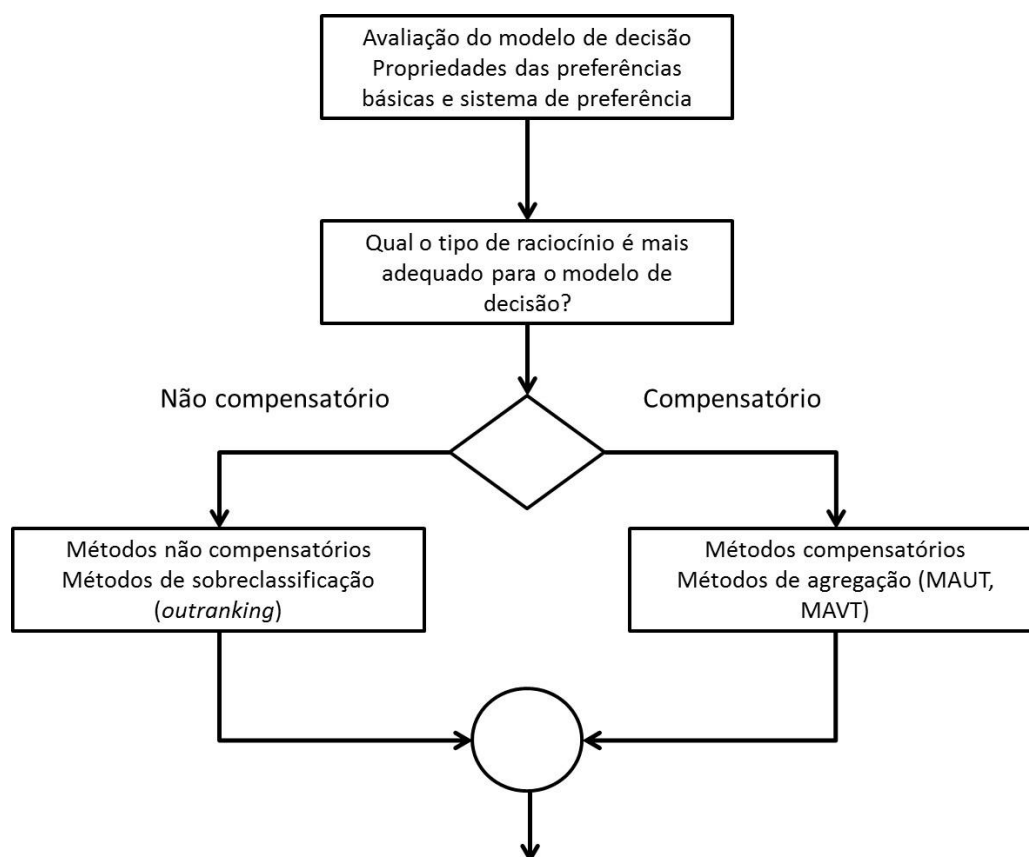 Avaliação do modelo de decisão
Propriedades das preferências
básicas e sistema de preferência
Qual o tipo de raciocínio é mais
adequado para o modelo de
decisão?
Não compensatório
Compensatório
Métodos não compensatórios
Métodos de sobreclassificação
(outranking)
Métodos compensatórios
Métodos de agregação (MAUT,
MAVT)